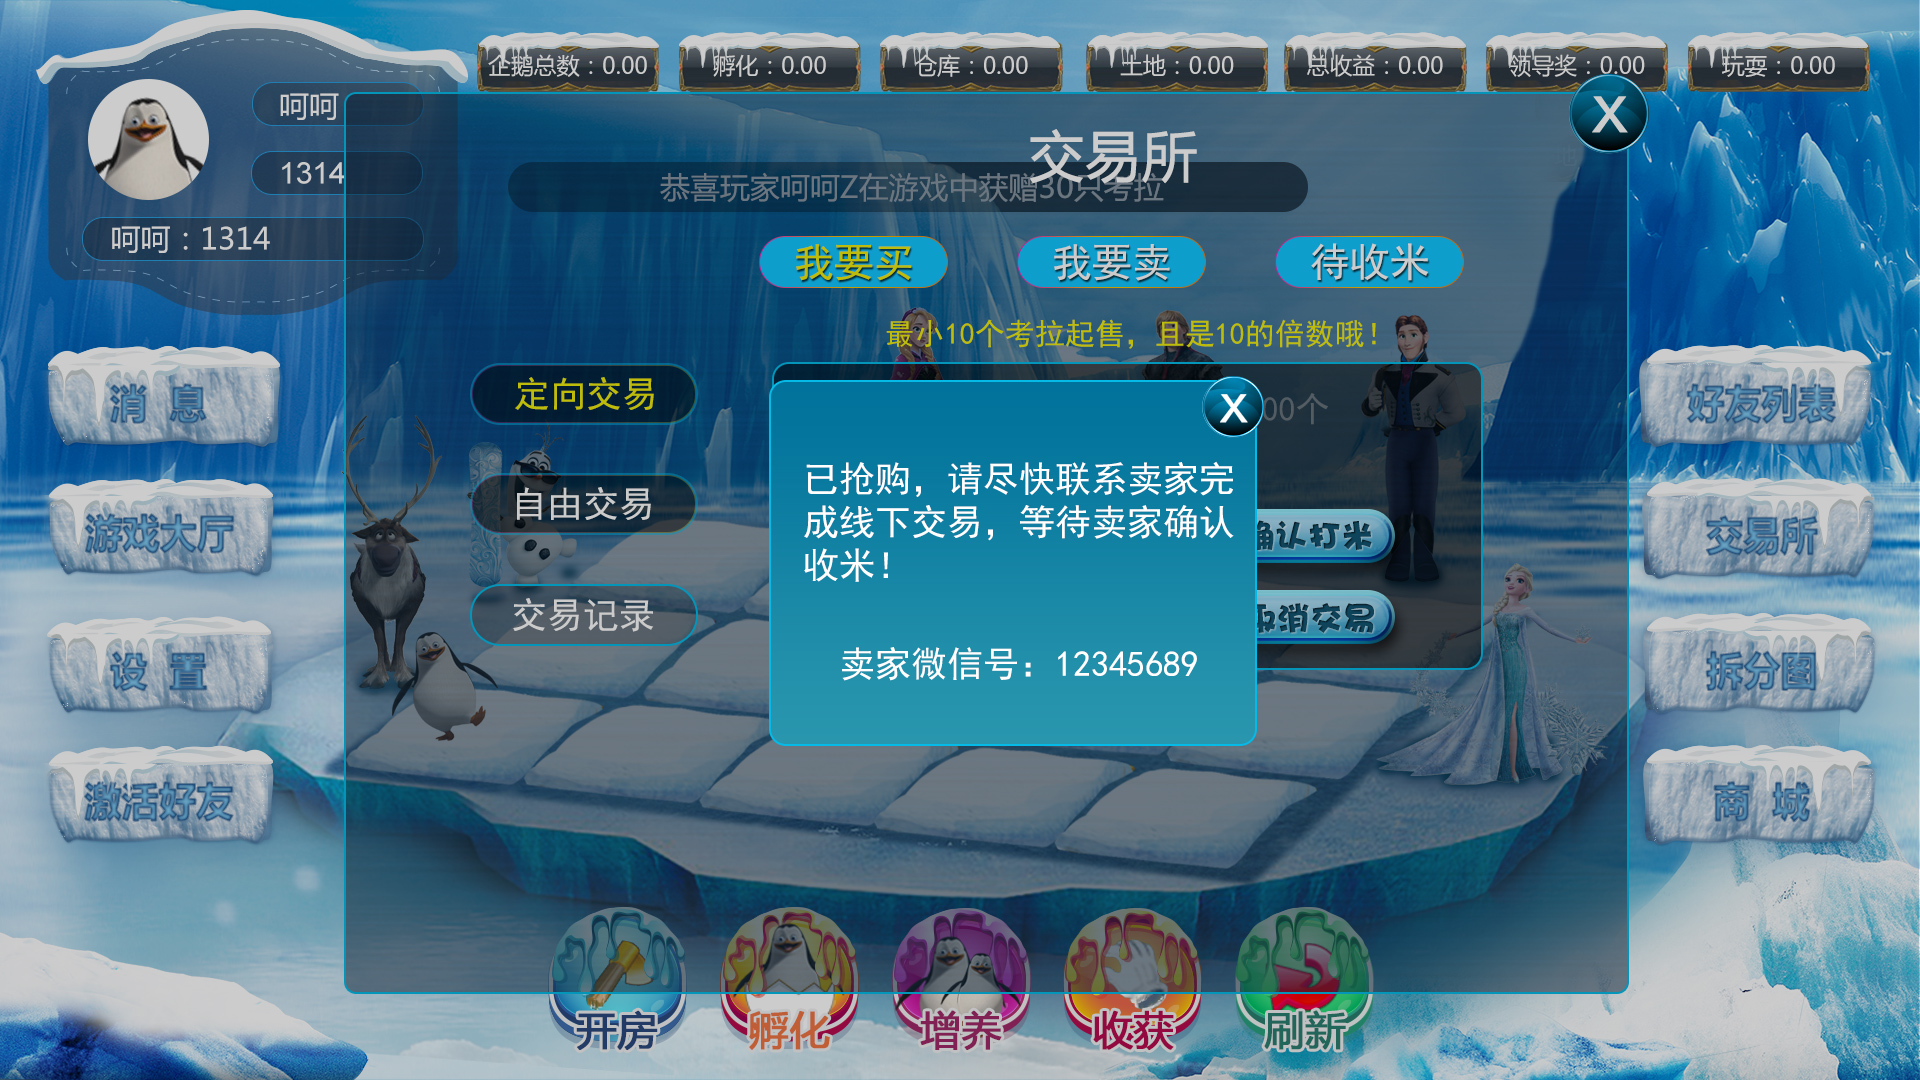 企鹅总数：0.00
孵化：0.00
仓库：0.00
土地：0.00
总收益：0.00
领导奖：0.00
玩耍：0.00
呵呵
1314
呵呵：1314
X
交易所
恭喜玩家呵呵Z在游戏中获赠30只考拉
我要买
我要卖
待收米
最小10个考拉起售，且是10的倍数哦！
定向交易
自由交易
交易记录
00个
确认打米
取消交易
X
已抢购，请尽快联系卖家完
成线下交易，等待卖家确认
收米！
卖家微信号：12345689
消息
游戏大厅
设置
激活好友
好友列表
交易所
拆分图
商城
开房
孵化
增养
收获
刷新